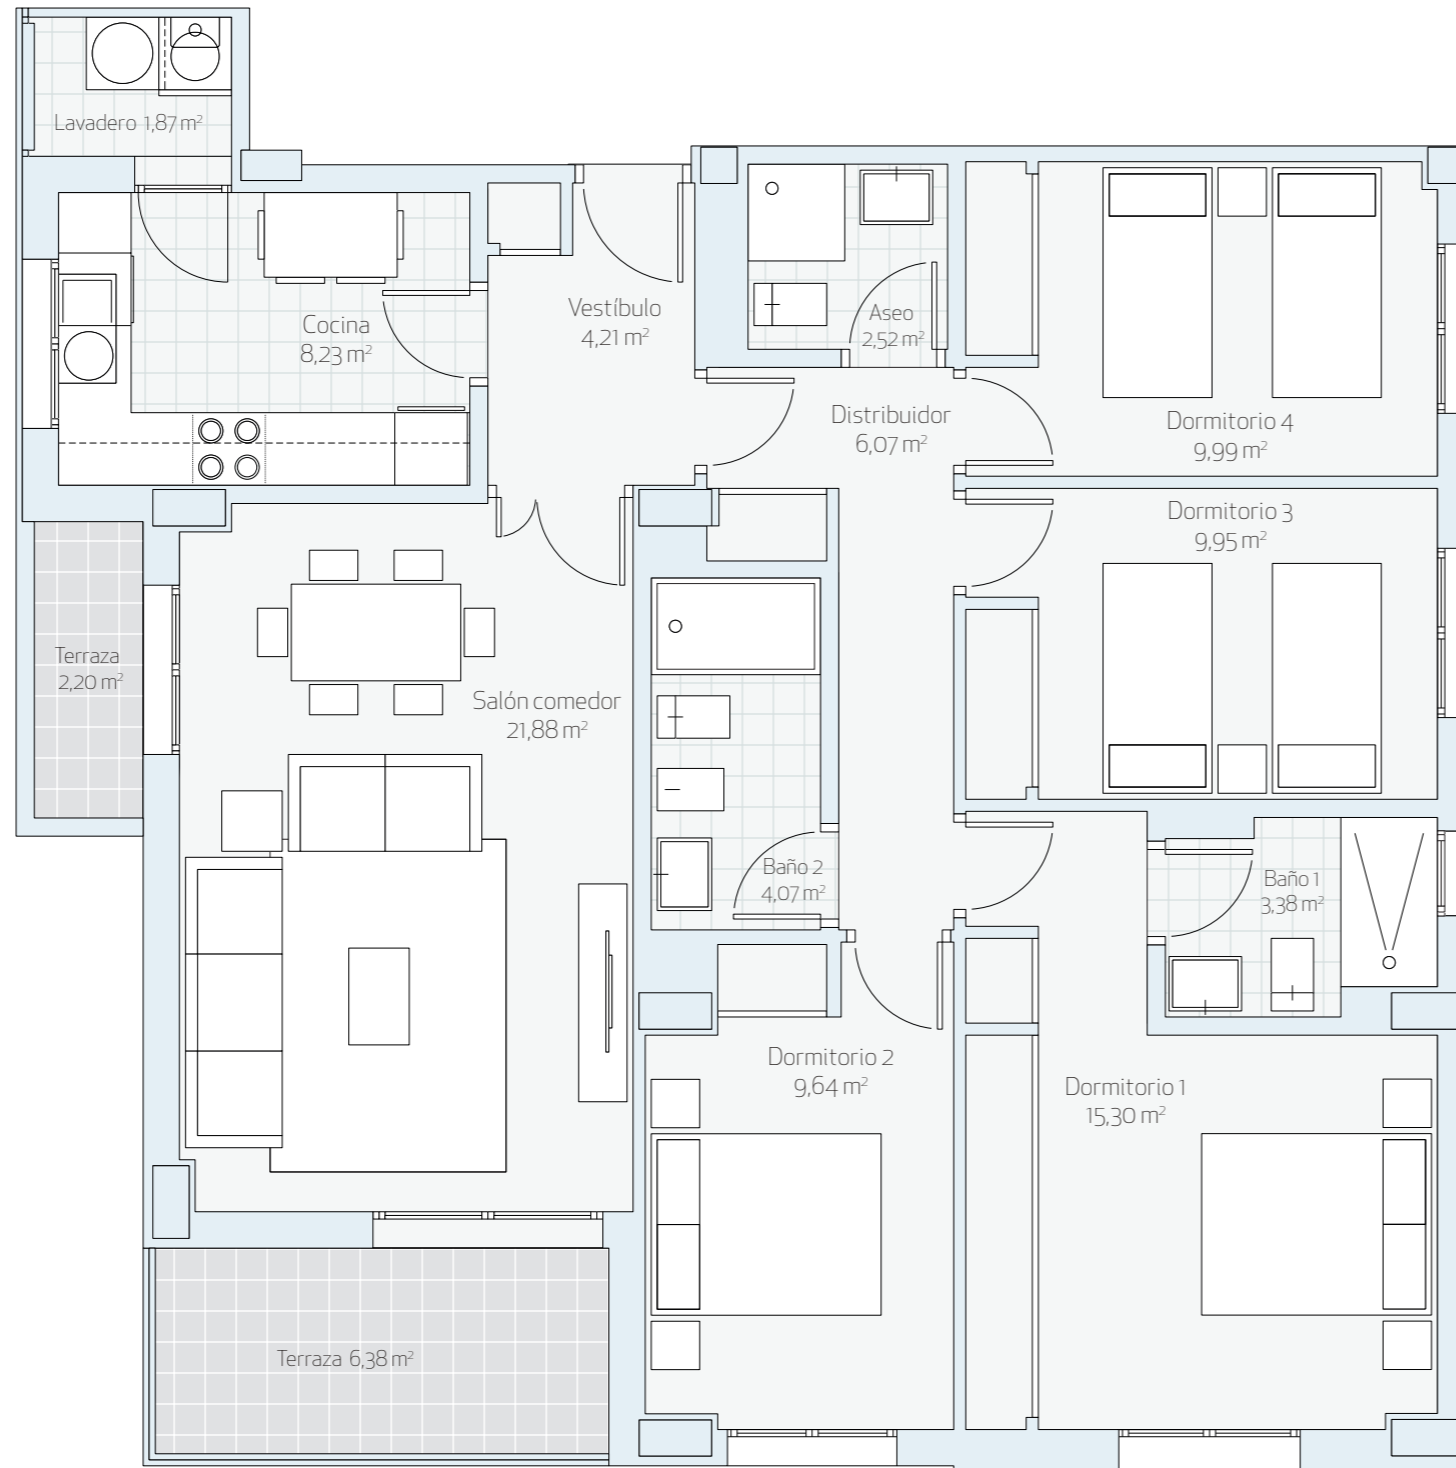 Lavadero 1,87 m²
Cocina
8,23 m²
Vestíbulo
4,21 m²
Aseo
2,52 m²
Distribuidor
6,07 m²
Dormitorio 4
9,99 m²
Dormitorio 3
9,95 m²
Terraza
2,20 m²
Salón comedor
21,88 m²
Baño 2
4,07 m²
Baño 1
3,38 m²
Dormitorio 2
9,64 m²
Dormitorio 1
15,30 m²
Terraza 6,38 m²